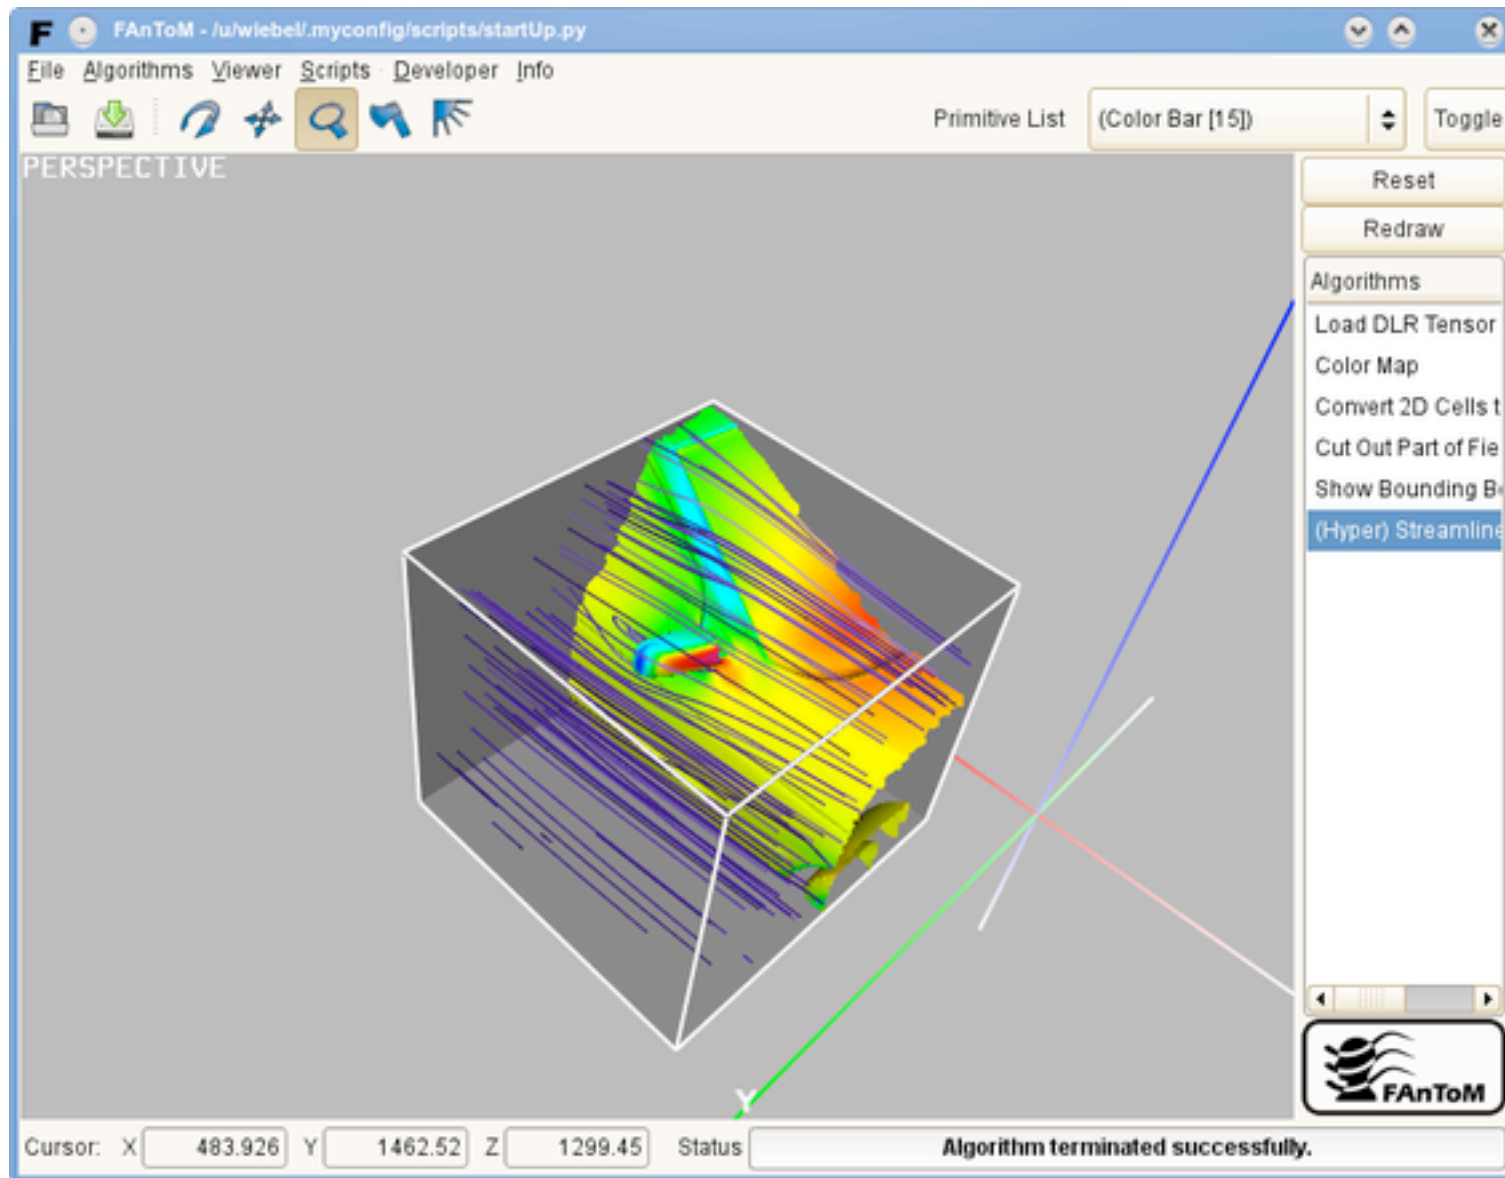 FAnToM - /u/wiebel/.myconfig/scripts/startUp.py
File Algorithms Viewer Scripts Developer Info
Primitive List (Color Bar [15]) Toggle
PERSPECTIVE
Reset
Redraw
Algorithms
Load DLR Tensor
Color Map
Convert 2D Cells t
Cut Out Part of Fie
Show Bounding B
(Hyper) Streamline
FAnToM
Y
Cursor: X 483.926 Y 1462.52 Z 1299.45 Status Algorithm terminated successfully.